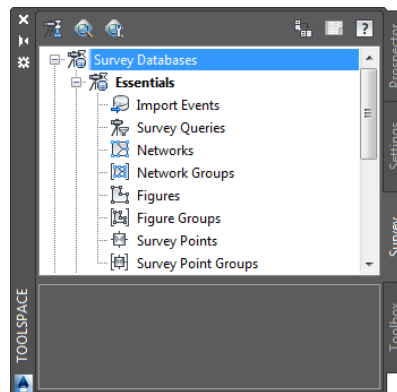 Survey Databases
Essentials
Import Events
Survey Queries
Networks
Network Groups
Figures
Figure Groups
Survey Points
Survey Point Groups
Prospector
Settings
Survey
Toolbox
TOOLSPACE